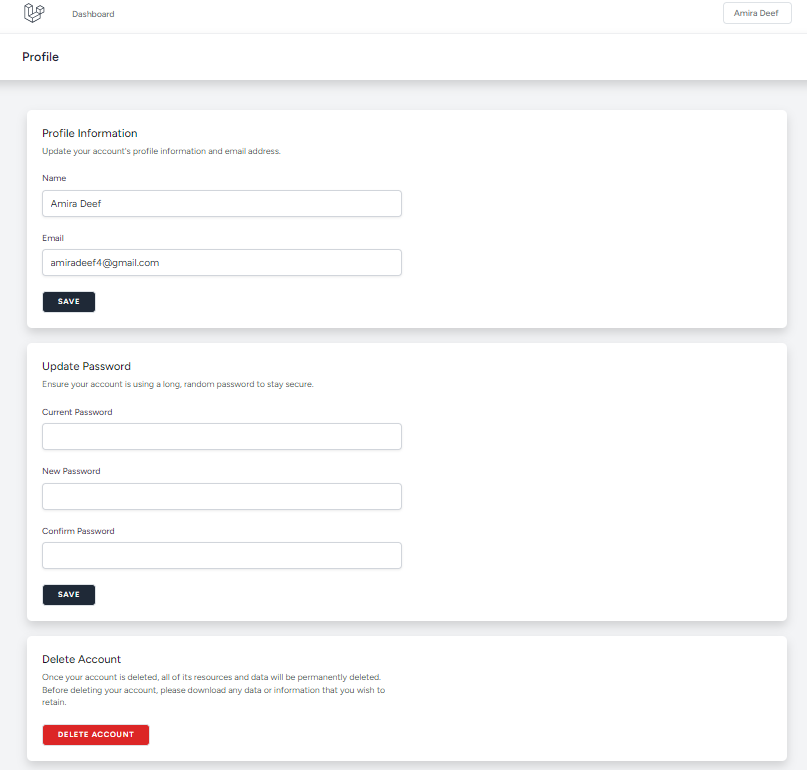 Dashboard
Amira Deef
Profile
Profile Information
Update your account's profile information and email address.
Name
Amira Deef
Email
amiradeef4@gmail.com
SAVE
Update Password
Ensure your account is using a long, random password to stay secure.
Current Password
New Password
Confirm Password
SAVE
Delete Account
Once your account is deleted, all of its resources and data will be permanently deleted.
Before deleting your account, please download any data or information that you wish to
retain.
DELETE ACCOUNT